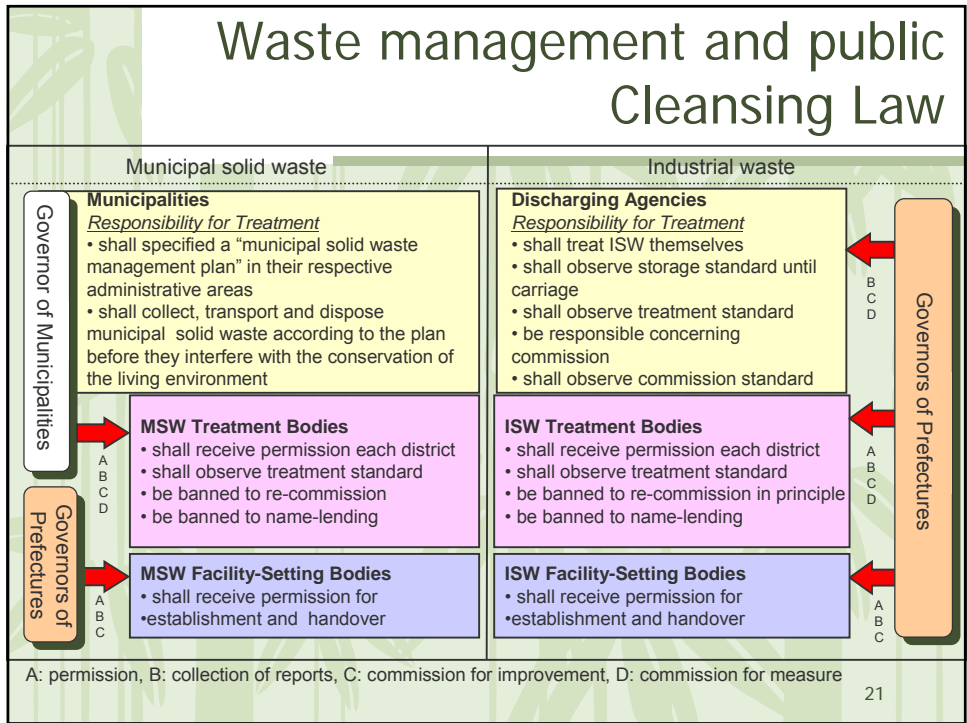 Waste management and public
Cleansing Law
Municipal solid waste
Industrial waste
Governor of Municipalities
Municipalities
Responsibility for Treatment
• shall specified a “municipal solid waste
management plan” in their respective
administrative areas
• shall collect, transport and dispose
municipal solid waste according to the plan
before they interfere with the conservation of
the living environment
A
B
C
D
MSW Treatment Bodies
• shall receive permission each district
• shall observe treatment standard
• be banned to re-commission
• be banned to name-lending
Governors of
Prefectures
A
B
C
MSW Facility-Setting Bodies
• shall receive permission for
•establishment and handover
Discharging Agencies
Responsibility for Treatment
• shall treat ISW themselves
• shall observe storage standard until
carriage
• shall observe treatment standard
• be responsible concerning
commission
• shall observe commission standard
B
C
D
ISW Treatment Bodies
• shall receive permission each district
• shall observe treatment standard
• be banned to re-commission in principle
• be banned to name-lending
A
B
C
D
ISW Facility-Setting Bodies
• shall receive permission for
•establishment and handover
A
B
C
Governors of Prefectures
A: permission, B: collection of reports, C: commission for improvement, D: commission for measure
21